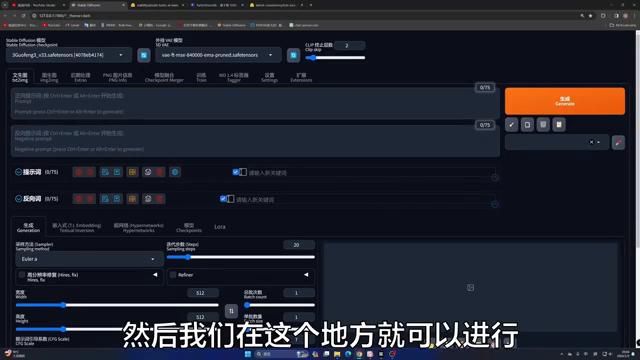 Stable Diffusion
127.0.0.1:7860/?__theme=dark
Stable Diffusion 模型
Stable Diffusion checkpoint
3Guofeng3_v33.safetensors [4078eb4174]
外挂 VAE 模型
SD VAE
vae-ft-mse-840000-ema-pruned.safetensors
CLIP 终止层数
Clip skip
2
文生图
txt2img
图生图
img2img
后期处理
Extras
PNG 图片信息
PNG Info
模型融合
Checkpoint Merger
训练
Train
WD 1.4 标签器
Tagger
设置
Settings
扩展
Extensions
正向提示词 (按 Ctrl+Enter 或 Alt+Enter 开始生成)
Prompt
(press Ctrl+Enter or Alt+Enter to generate)
0/75
反向提示词 (按 Ctrl+Enter 或 Alt+Enter 开始生成)
Negative prompt
(press Ctrl+Enter or Alt+Enter to generate)
0/75
生成
Generate
提示词 (0/75)
请输入新关键词
反向词 (0/75)
请输入新关键词
生成
Generation
嵌入式 (T.I. Embedding)
Textual Inversion
超网络 (Hypernetworks)
Hypernetworks
模型
Checkpoints
Lora
采样方法 (Sampler)
Sampling method
Euler a
迭代步数 (Steps)
Sampling steps
20
高分辨率修复 (Hires. fix)
Hires. fix
Refiner
宽度
Width
512
总批次数
Batch count
1
高度
Height
512
单批数量
Batch size
1
提示词引导系数 (CFG Scale)
CFG Scale
然后我们在这个地方就可以进行